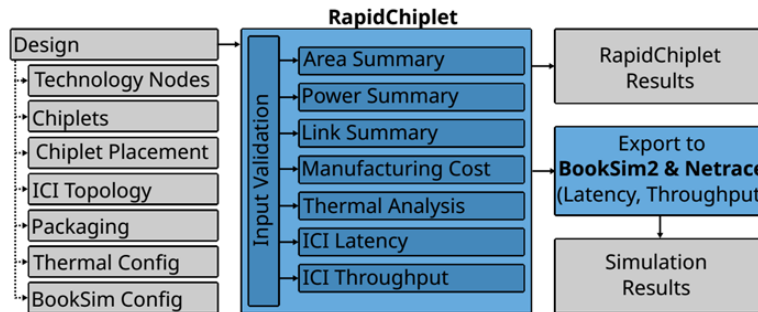 RapidChiplet
Design
Technology Nodes
Chiplets
Chiplet Placement
ICI Topology
Packaging
Thermal Config
BookSim Config
Input Validation
Area Summary
Power Summary
Link Summary
Manufacturing Cost
Thermal Analysis
ICI Latency
ICI Throughput
RapidChiplet
Results
Export to
BookSim2 & Netrace
(Latency, Throughput
Simulation
Results